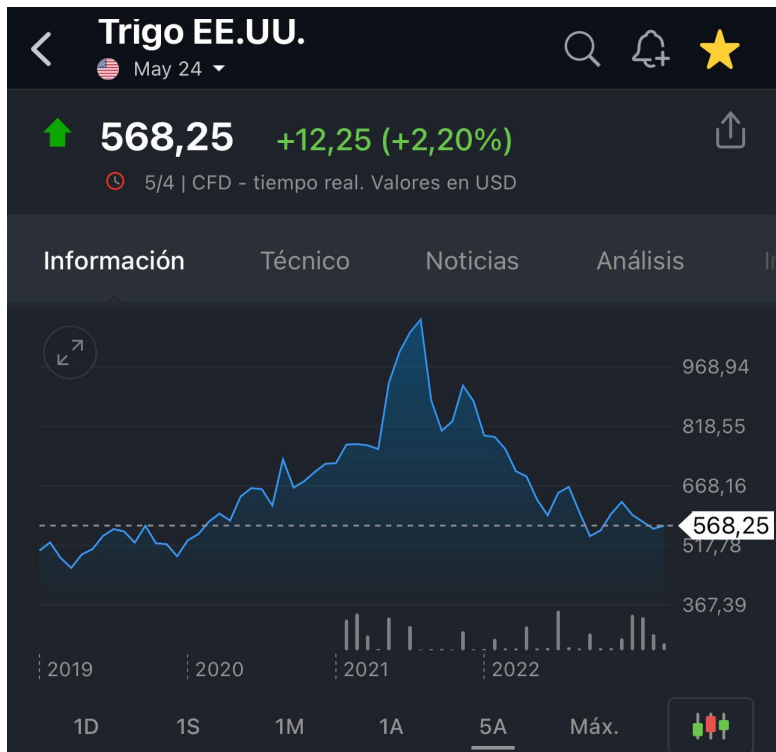 Trigo EE.UU.
May 24
568,25 +12,25 (+2,20%)
5/4 | CFD - tiempo real. Valores en USD
Información Técnico Noticias Análisis
968,94
818,55
668,16
568,25
517,78
367,39
2019 2020 2021 2022
1D 1S 1M 1A 5A Máx.